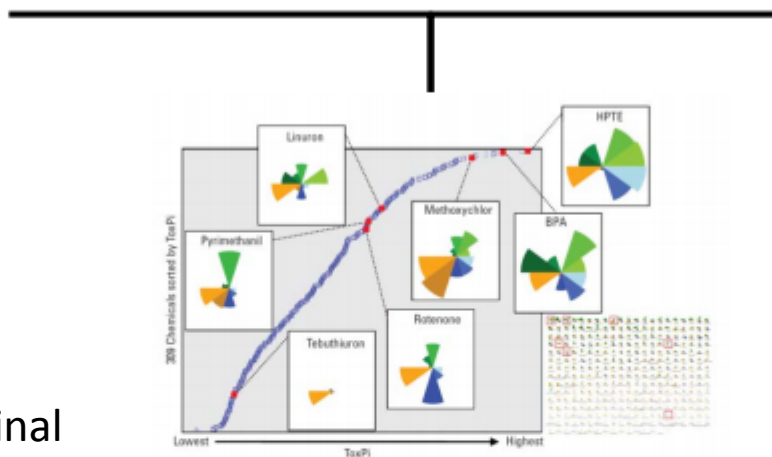 HPTE
Linuron
Methoxychlor
BPA
Pyrimethanil
309 Chemicals sorted by ToxPi
Rotenone
Tebuthiuron
inal
Lowest
Highest
ToxPi